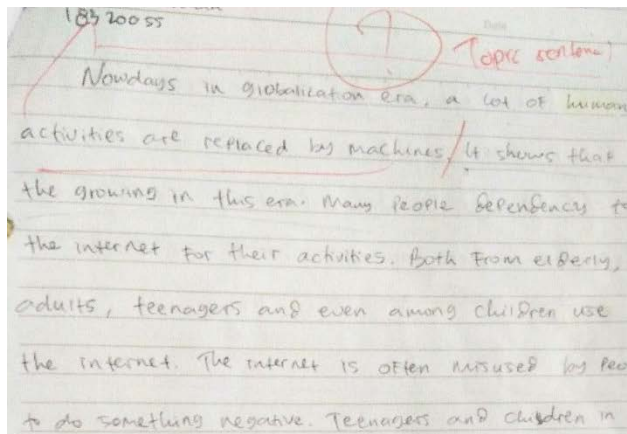 18320055
Topic sentence
Nowdays in globalization era, a lot of human
activities are replaced by machines, It shows that
the growing in this era. Many people dependency to
the internet for their activities. Both from elderly,
adults, teenagers and even among children use
the internet. The internet is often misused by Peo
to do something negative. Teenagers and children in